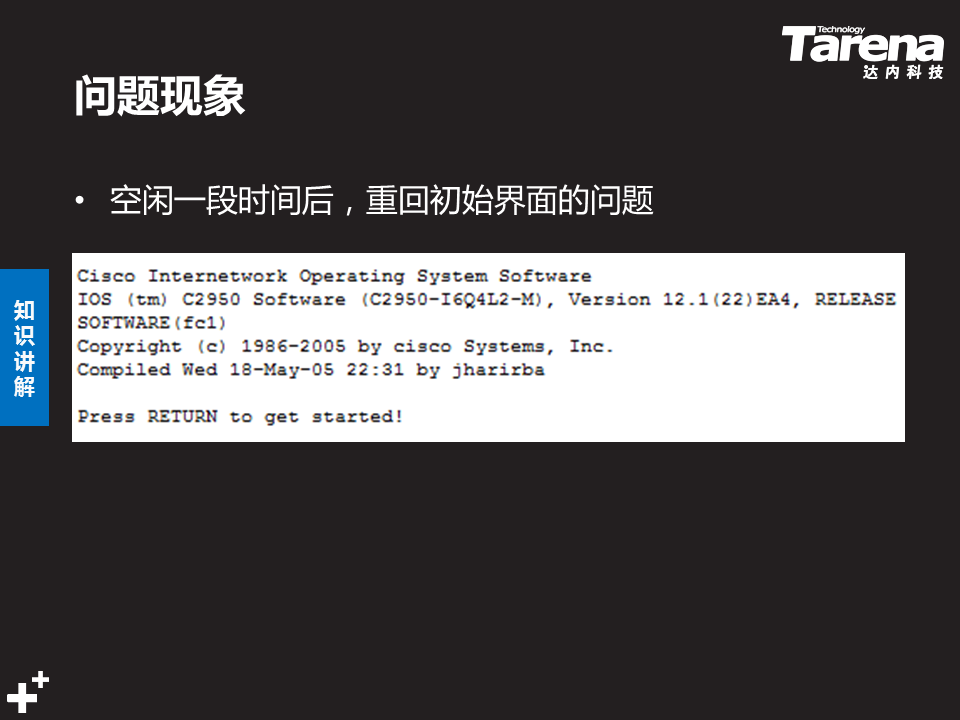 Technology
Tarena
达内科技
问题现象
• 空闲一段时间后，重回初始界面的问题
知识讲解
Cisco Internetwork Operating System Software
IOS (tm) C2950 Software (C2950-I6Q4L2-M), Version 12.1(22)EA4, RELEASE
SOFTWARE(fc1)
Copyright (c) 1986-2005 by cisco Systems, Inc.
Compiled Wed 18-May-05 22:31 by jharirba
Press RETURN to get started!